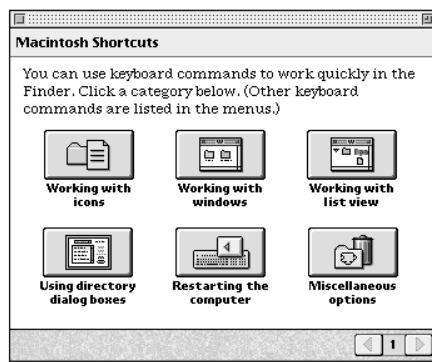 Macintosh Shortcuts
You can use keyboard commands to work quickly in the
Finder. Click a category below. (Other keyboard
commands are listed in the menus.)
Working with
icons
Working with
windows
Working with
list view
Using directory
dialog boxes
Restarting the
computer
Miscellaneous
options
1